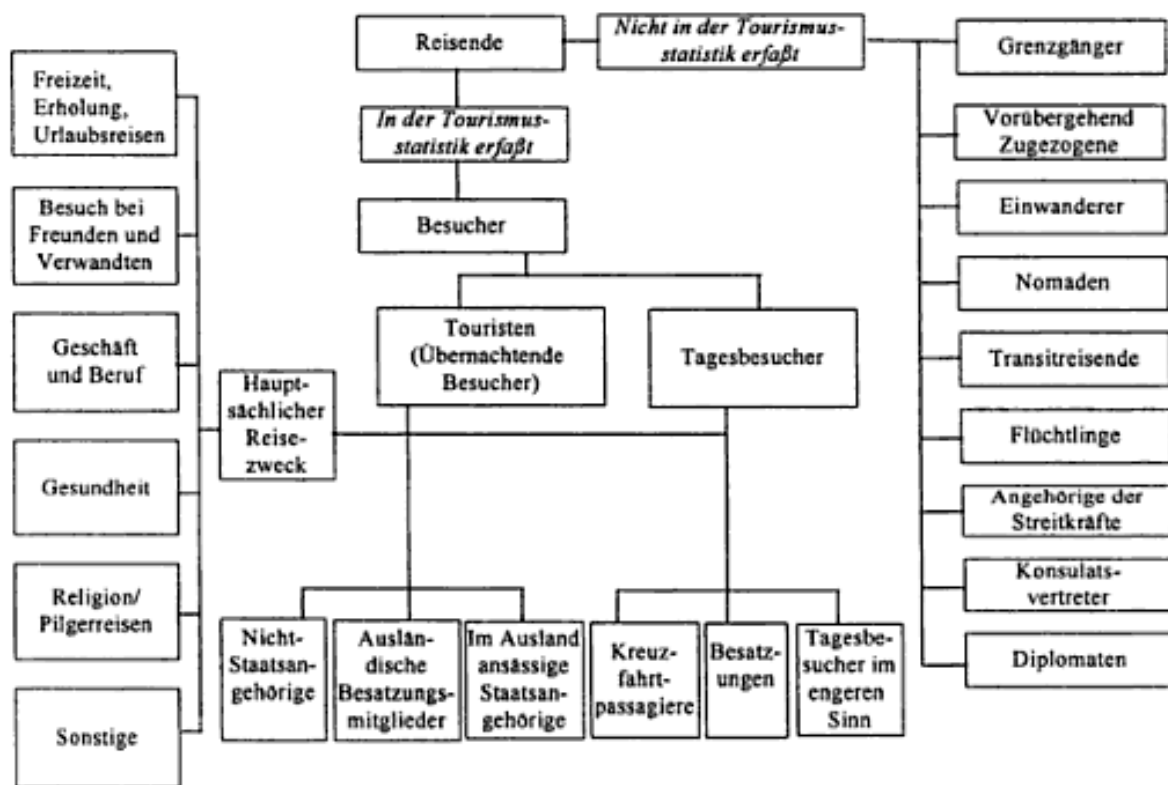 Reisende
Nicht in der Tourismus-
statistik erfaßt
In der Tourismus-
statistik erfaßt
Besucher
Touristen
(Übernachtende
Besucher)
Tagesbesucher
Freizeit,
Erholung,
Urlaubsreisen
Besuch bei
Freunden und
Verwandten
Geschäft
und Beruf
Gesundheit
Religion/
Pilgerreisen
Sonstige
Haupt-
sächlicher
Reise-
zweck
Nicht-
Staatsan-
gehörige
Auslän-
dische
Besatzungs-
mitglieder
Im Ausland
ansässige
Staatsan-
gehörige
Kreuz-
fahrt-
passagiere
Besatz-
ungen
Tagesbe-
sucher im
engeren
Sinn
Grenzgänger
Vorübergehend
Zugezogene
Einwanderer
Nomaden
Transitreisende
Flüchtlinge
Angehörige der
Streitkräfte
Konsulats-
vertreter
Diplomaten